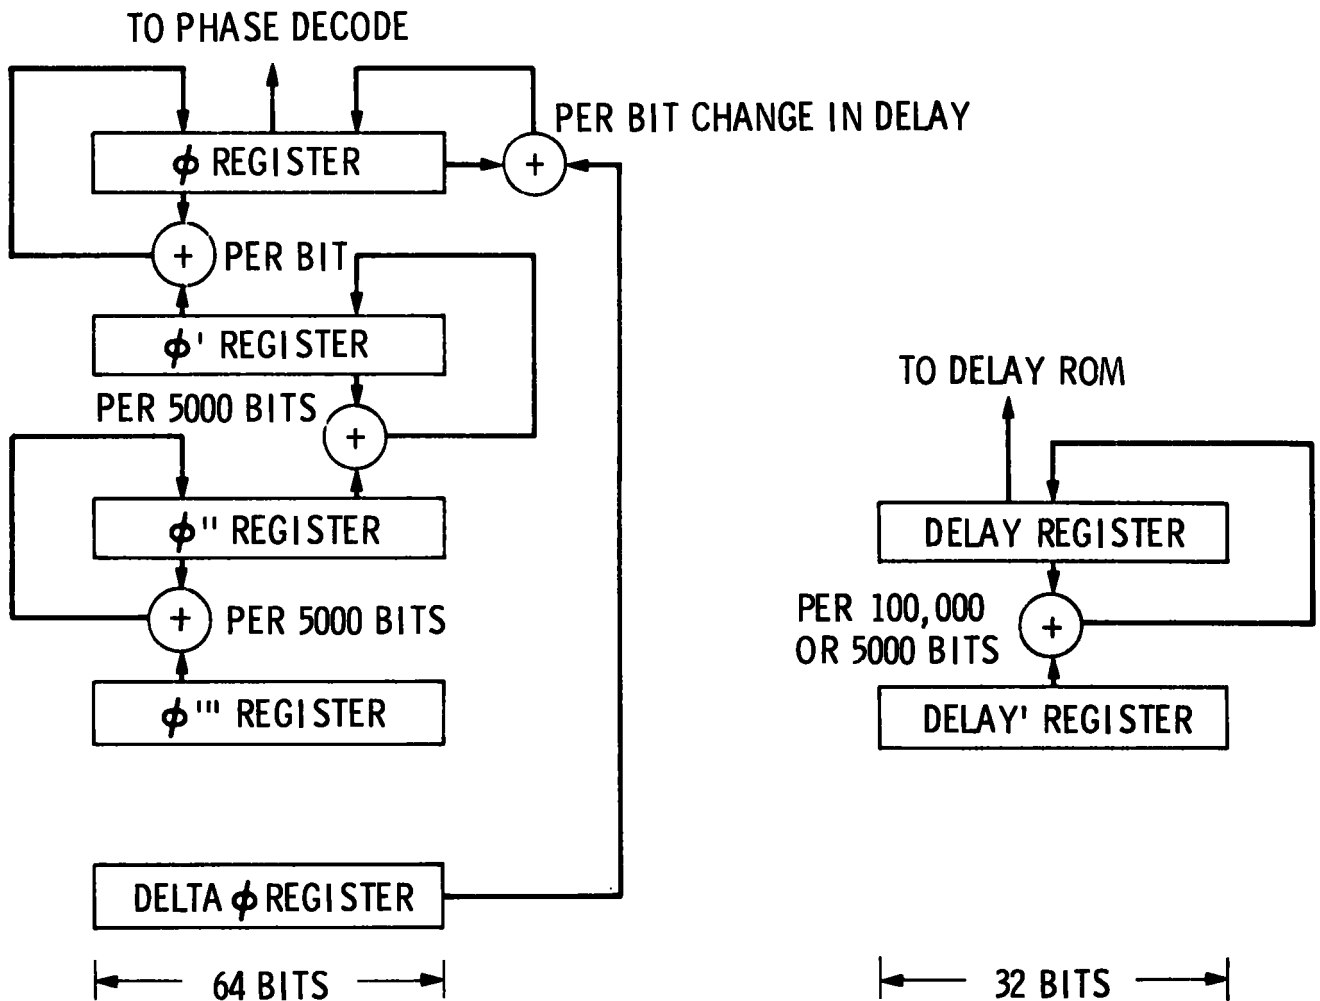 TO PHASE DECODE
PER BIT CHANGE IN DELAY
ϕ REGISTER
+
+
PER BIT
ϕ' REGISTER
PER 5000 BITS
+
ϕ'' REGISTER
+
PER 5000 BITS
ϕ''' REGISTER
DELTA ϕ REGISTER
64 BITS
TO DELAY ROM
DELAY REGISTER
PER 100,000
OR 5000 BITS
+
DELAY' REGISTER
32 BITS